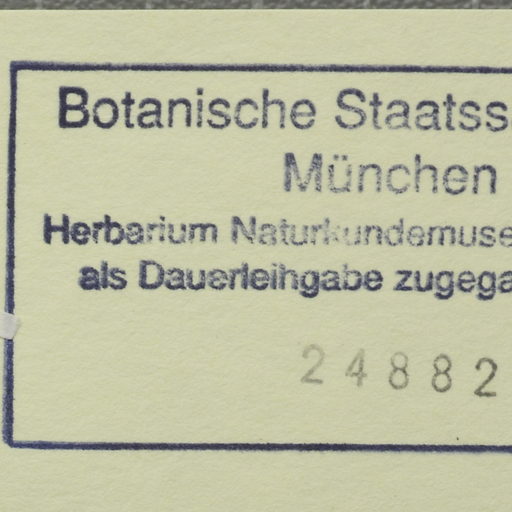 Botanische Staatss
München
Herbarium Naturkundemuse
als Dauerleihgabe zugega
24882